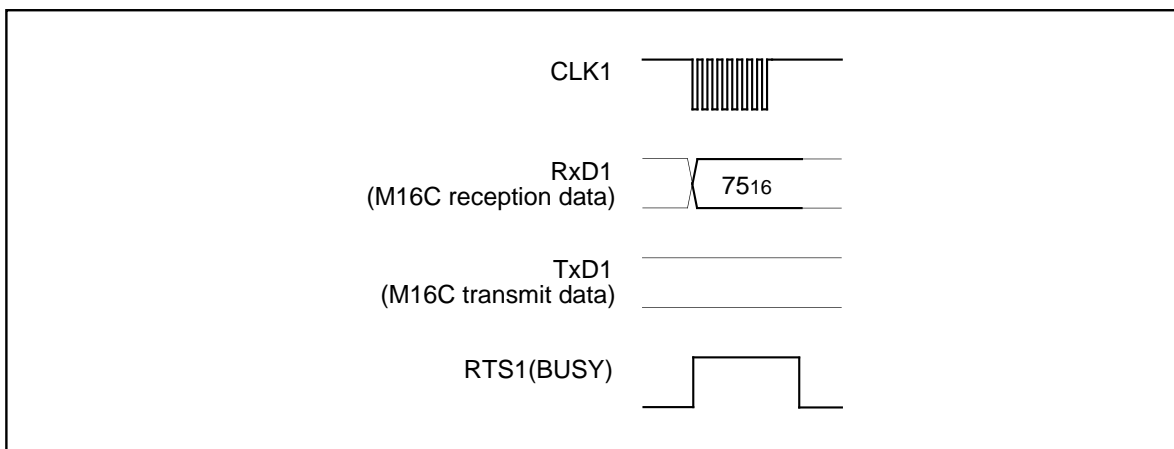 CLK1
RxD1
(M16C reception data)
7516
TxD1
(M16C transmit data)
RTS1(BUSY)